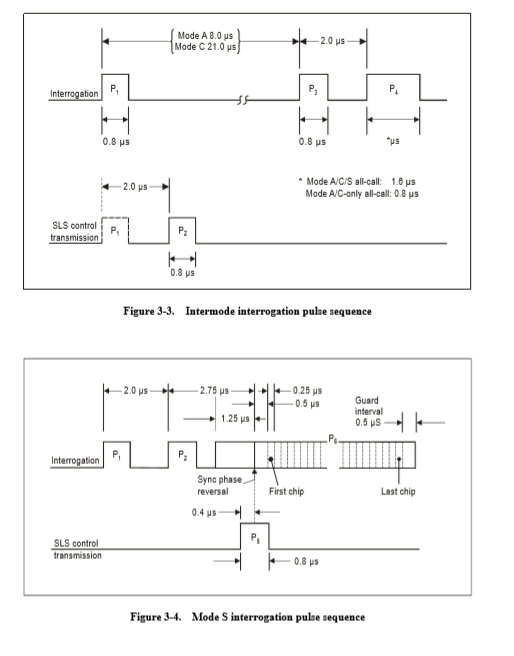 Mode A 8.0 µs
Mode C 21.0 µs
2.0 µs
Interrogation
P1
P3
P4
0.8 µs
0.8 µs
*µs
* Mode A/C/S all-call: 1.6 µs
Mode A/C-only all-call: 0.8 µs
2.0 µs
SLS control
transmission
P1
P2
0.8 µs
Figure 3-3. Intermode interrogation pulse sequence
2.0 µs
2.75 µs
0.25 µs
0.5 µs
1.25 µs
Guard
interval
0.5 µS
Interrogation
P1
P2
P6
Sync phase
reversal
First chip
Last chip
0.4 µs
SLS control
transmission
P5
0.8 µs
Figure 3-4. Mode S interrogation pulse sequence